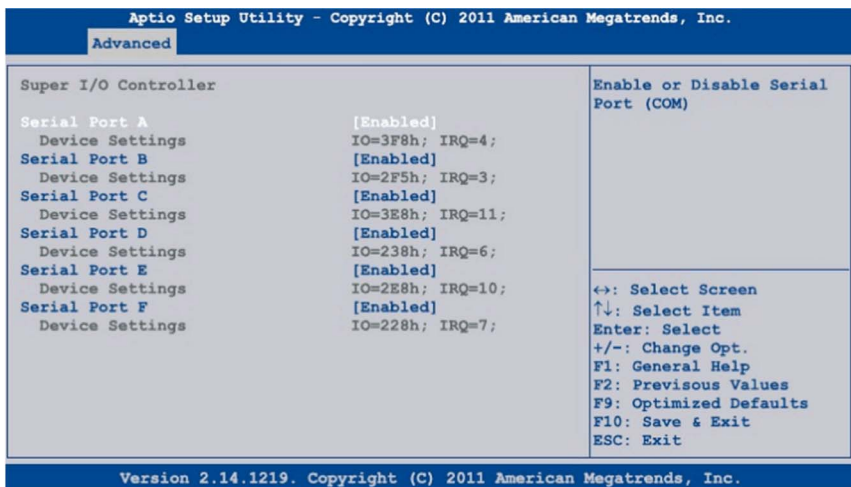 Aptio Setup Utility - Copyright (C) 2011 American Megatrends, Inc.
Advanced
Super I/O Controller
Serial Port A [Enabled]
Device Settings IO=3F8h; IRQ=4;
Serial Port B [Enabled]
Device Settings IO=2F5h; IRQ=3;
Serial Port C [Enabled]
Device Settings IO=3E8h; IRQ=11;
Serial Port D [Enabled]
Device Settings IO=238h; IRQ=6;
Serial Port E [Enabled]
Device Settings IO=2E8h; IRQ=10;
Serial Port F [Enabled]
Device Settings IO=228h; IRQ=7;
Enable or Disable Serial
Port (COM)
↔: Select Screen
↑↓: Select Item
Enter: Select
+/-: Change Opt.
F1: General Help
F2: Previsous Values
F9: Optimized Defaults
F10: Save & Exit
ESC: Exit
Version 2.14.1219. Copyright (C) 2011 American Megatrends, Inc.